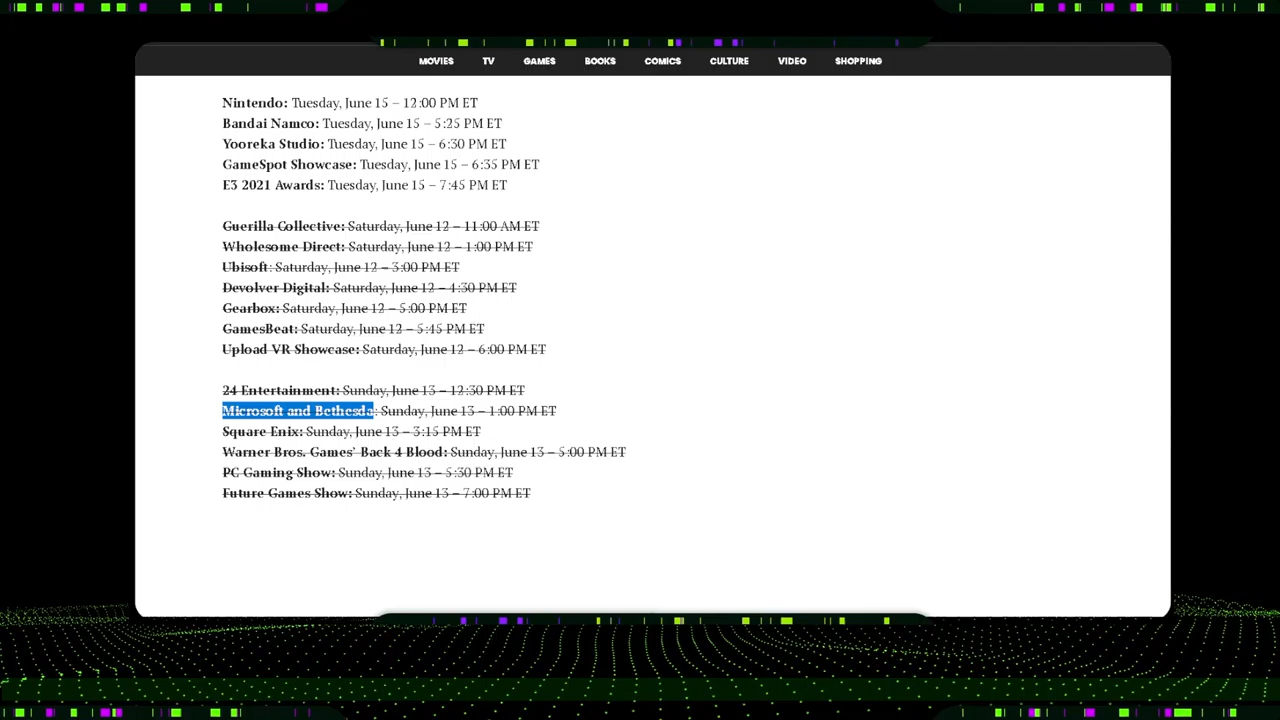 MOVIES TV GAMES BOOKS COMICS CULTURE VIDEO SHOPPING
Nintendo: Tuesday, June 15 – 12:00 PM ET
Bandai Namco: Tuesday, June 15 – 5:25 PM ET
Yooreka Studio: Tuesday, June 15 – 6:30 PM ET
GameSpot Showcase: Tuesday, June 15 – 6:35 PM ET
E3 2021 Awards: Tuesday, June 15 – 7:45 PM ET
Guerilla Collective: Saturday, June 12 – 11:00 AM ET
Wholesome Direct: Saturday, June 12 – 1:00 PM ET
Ubisoft: Saturday, June 12 – 3:00 PM ET
Devolver Digital: Saturday, June 12 – 4:30 PM ET
Gearbox: Saturday, June 12 – 5:00 PM ET
GamesBeat: Saturday, June 12 – 5:45 PM ET
Upload VR Showcase: Saturday, June 12 – 6:00 PM ET
24 Entertainment: Sunday, June 13 – 12:30 PM ET
Microsoft and Bethesda: Sunday, June 13 – 1:00 PM ET
Square Enix: Sunday, June 13 – 3:15 PM ET
Warner Bros. Games’ Back 4 Blood: Sunday, June 13 – 5:00 PM ET
PC Gaming Show: Sunday, June 13 – 5:30 PM ET
Future Games Show: Sunday, June 13 – 7:00 PM ET